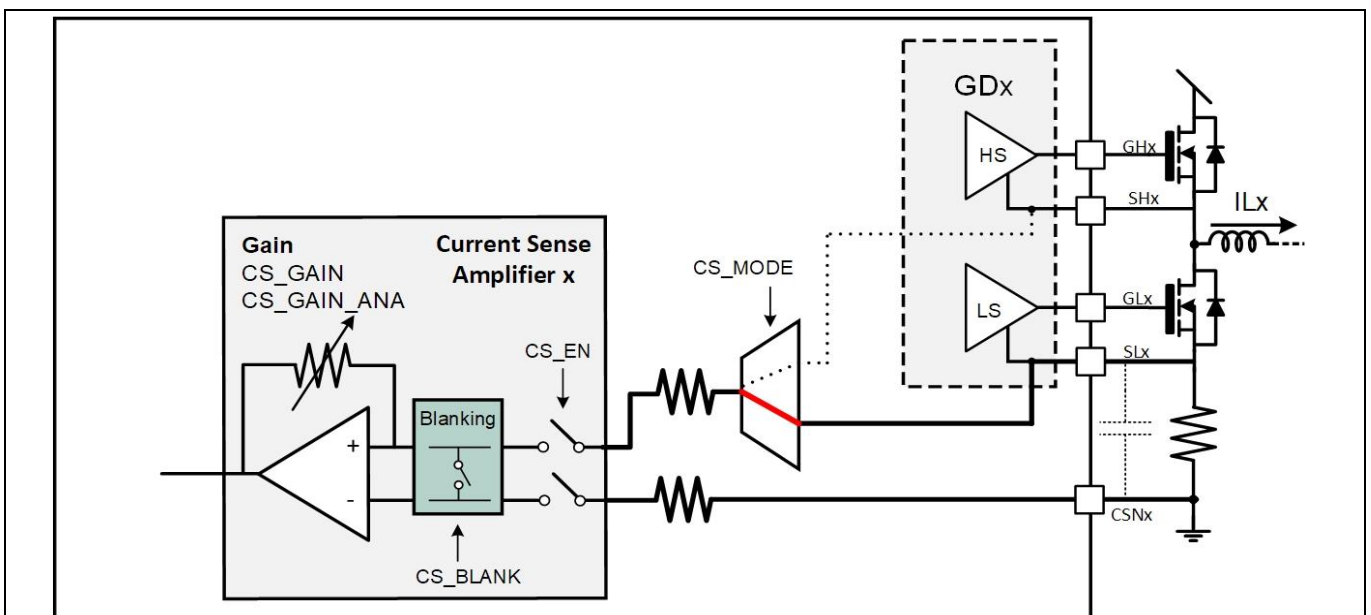 GDx
HS
GHx
SHx
ILx
Gain
CS_GAIN
CS_GAIN_ANA
Current Sense
Amplifier x
CS_MODE
LS
GLx
SLx
CS_EN
Blanking
+
-
CSNx
CS_BLANK